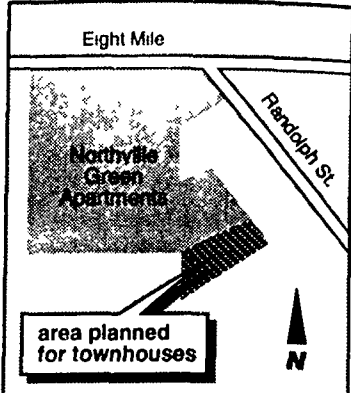 Eight Mile
Randolph St.
Northville
Green
Apartments
area planned
for townhouses
N